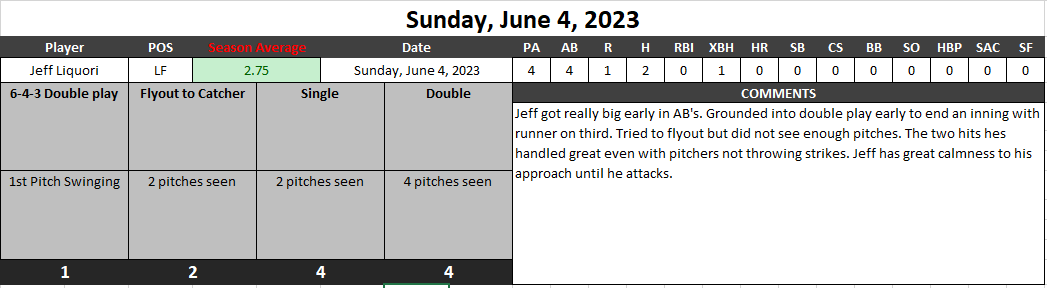 Sunday, June 4, 2023
Player POS Season Average Date PA AB R H RBI XBH HR SB CS BB SO HBP SAC SF
Jeff Liquori LF 2.75 Sunday, June 4, 2023 4 4 1 2 0 1 0 0 0 0 0 0 0 0
6-4-3 Double play Flyout to Catcher Single Double COMMENTS
Jeff got really big early in AB's. Grounded into double play early to end an inning with
runner on third. Tried to flyout but did not see enough pitches. The two hits hes
handled great even with pitchers not throwing strikes. Jeff has great calmness to his
approach until he attacks.
1st Pitch Swinging 2 pitches seen 2 pitches seen 4 pitches seen
1 2 4 4